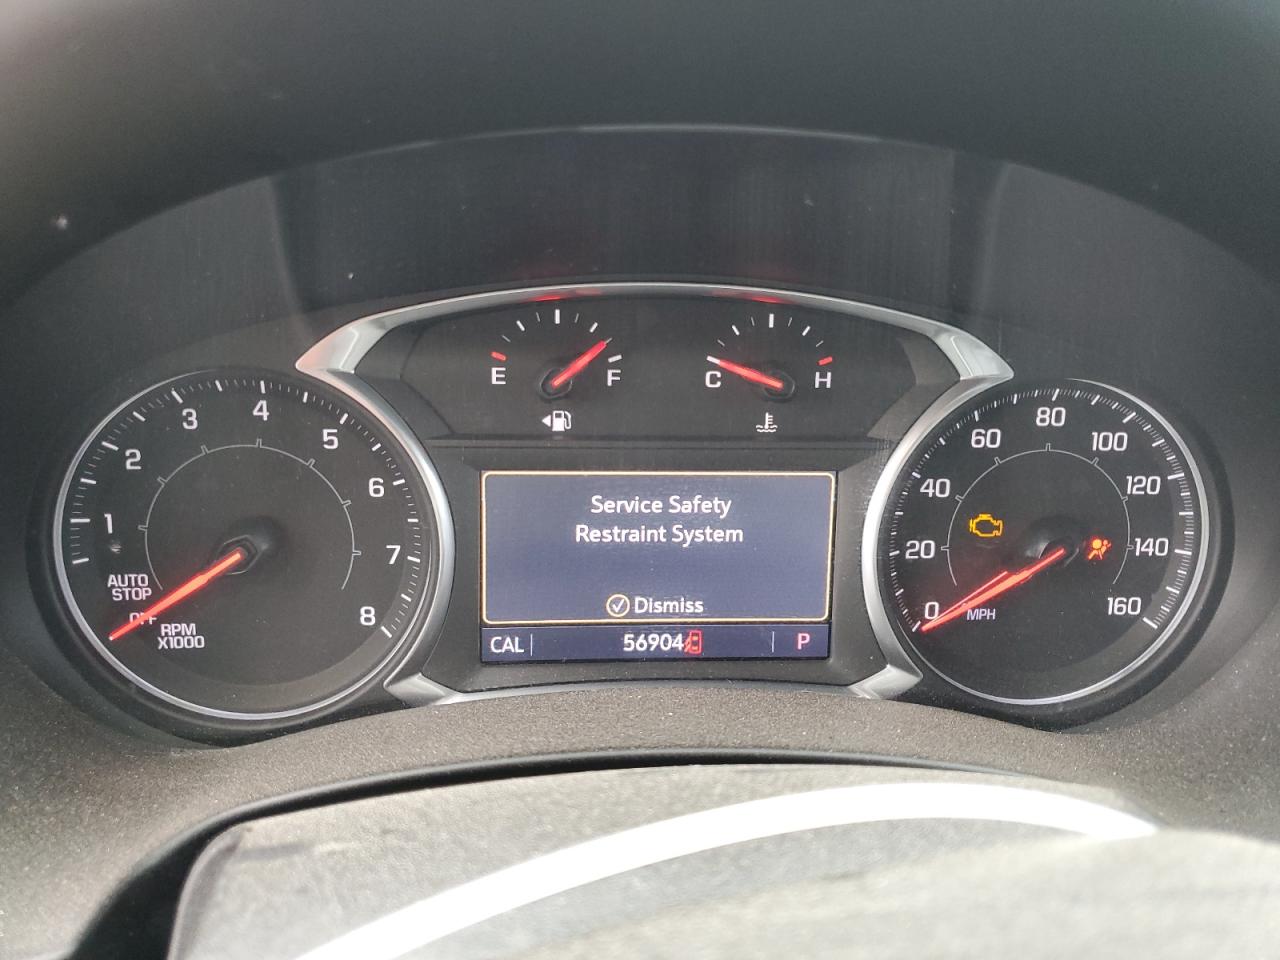 E F
C H
1
2
3
4
5
6
7
8
AUTO
STOP
OFF
RPM
X1000
Service Safety
Restraint System
Dismiss
CAL
56904
P
0
20
40
60
80
100
120
140
160
MPH